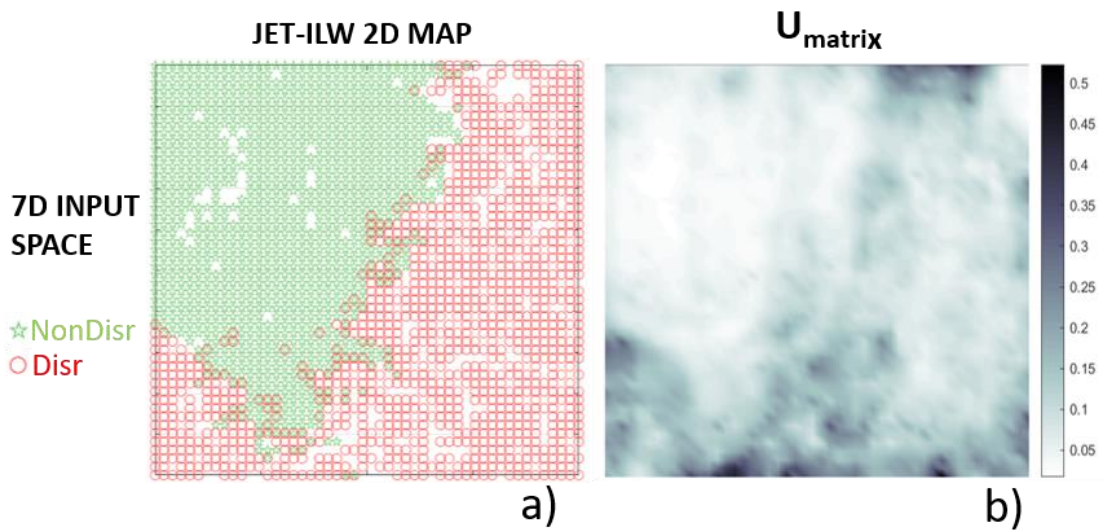 JET-ILW 2D MAP
U_matrix
7D INPUT
SPACE
☆NonDisr
○ Disr
0.5
0.45
0.4
0.35
0.3
0.25
0.2
0.15
0.1
0.05
a)
b)